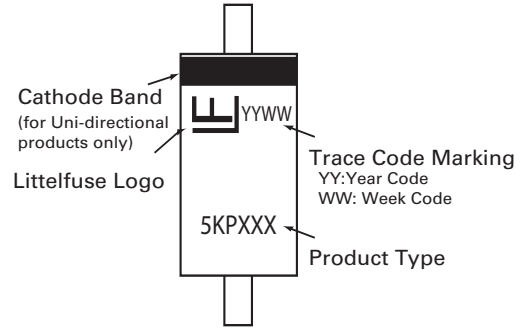 Cathode Band
(for Uni-directional
products only)
Littelfuse Logo
YYWW
Trace Code Marking
YY:Year Code
WW: Week Code
5KPXXX
Product Type